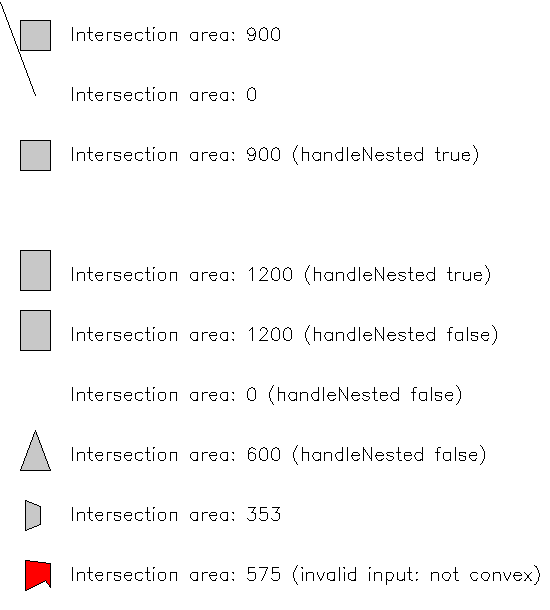 Intersection area: 900
Intersection area: 0
Intersection area: 900 (handleNested true)
Intersection area: 1200 (handleNested true)
Intersection area: 1200 (handleNested false)
Intersection area: 0 (handleNested false)
Intersection area: 600 (handleNested false)
Intersection area: 353
Intersection area: 575 (invalid input: not convex)